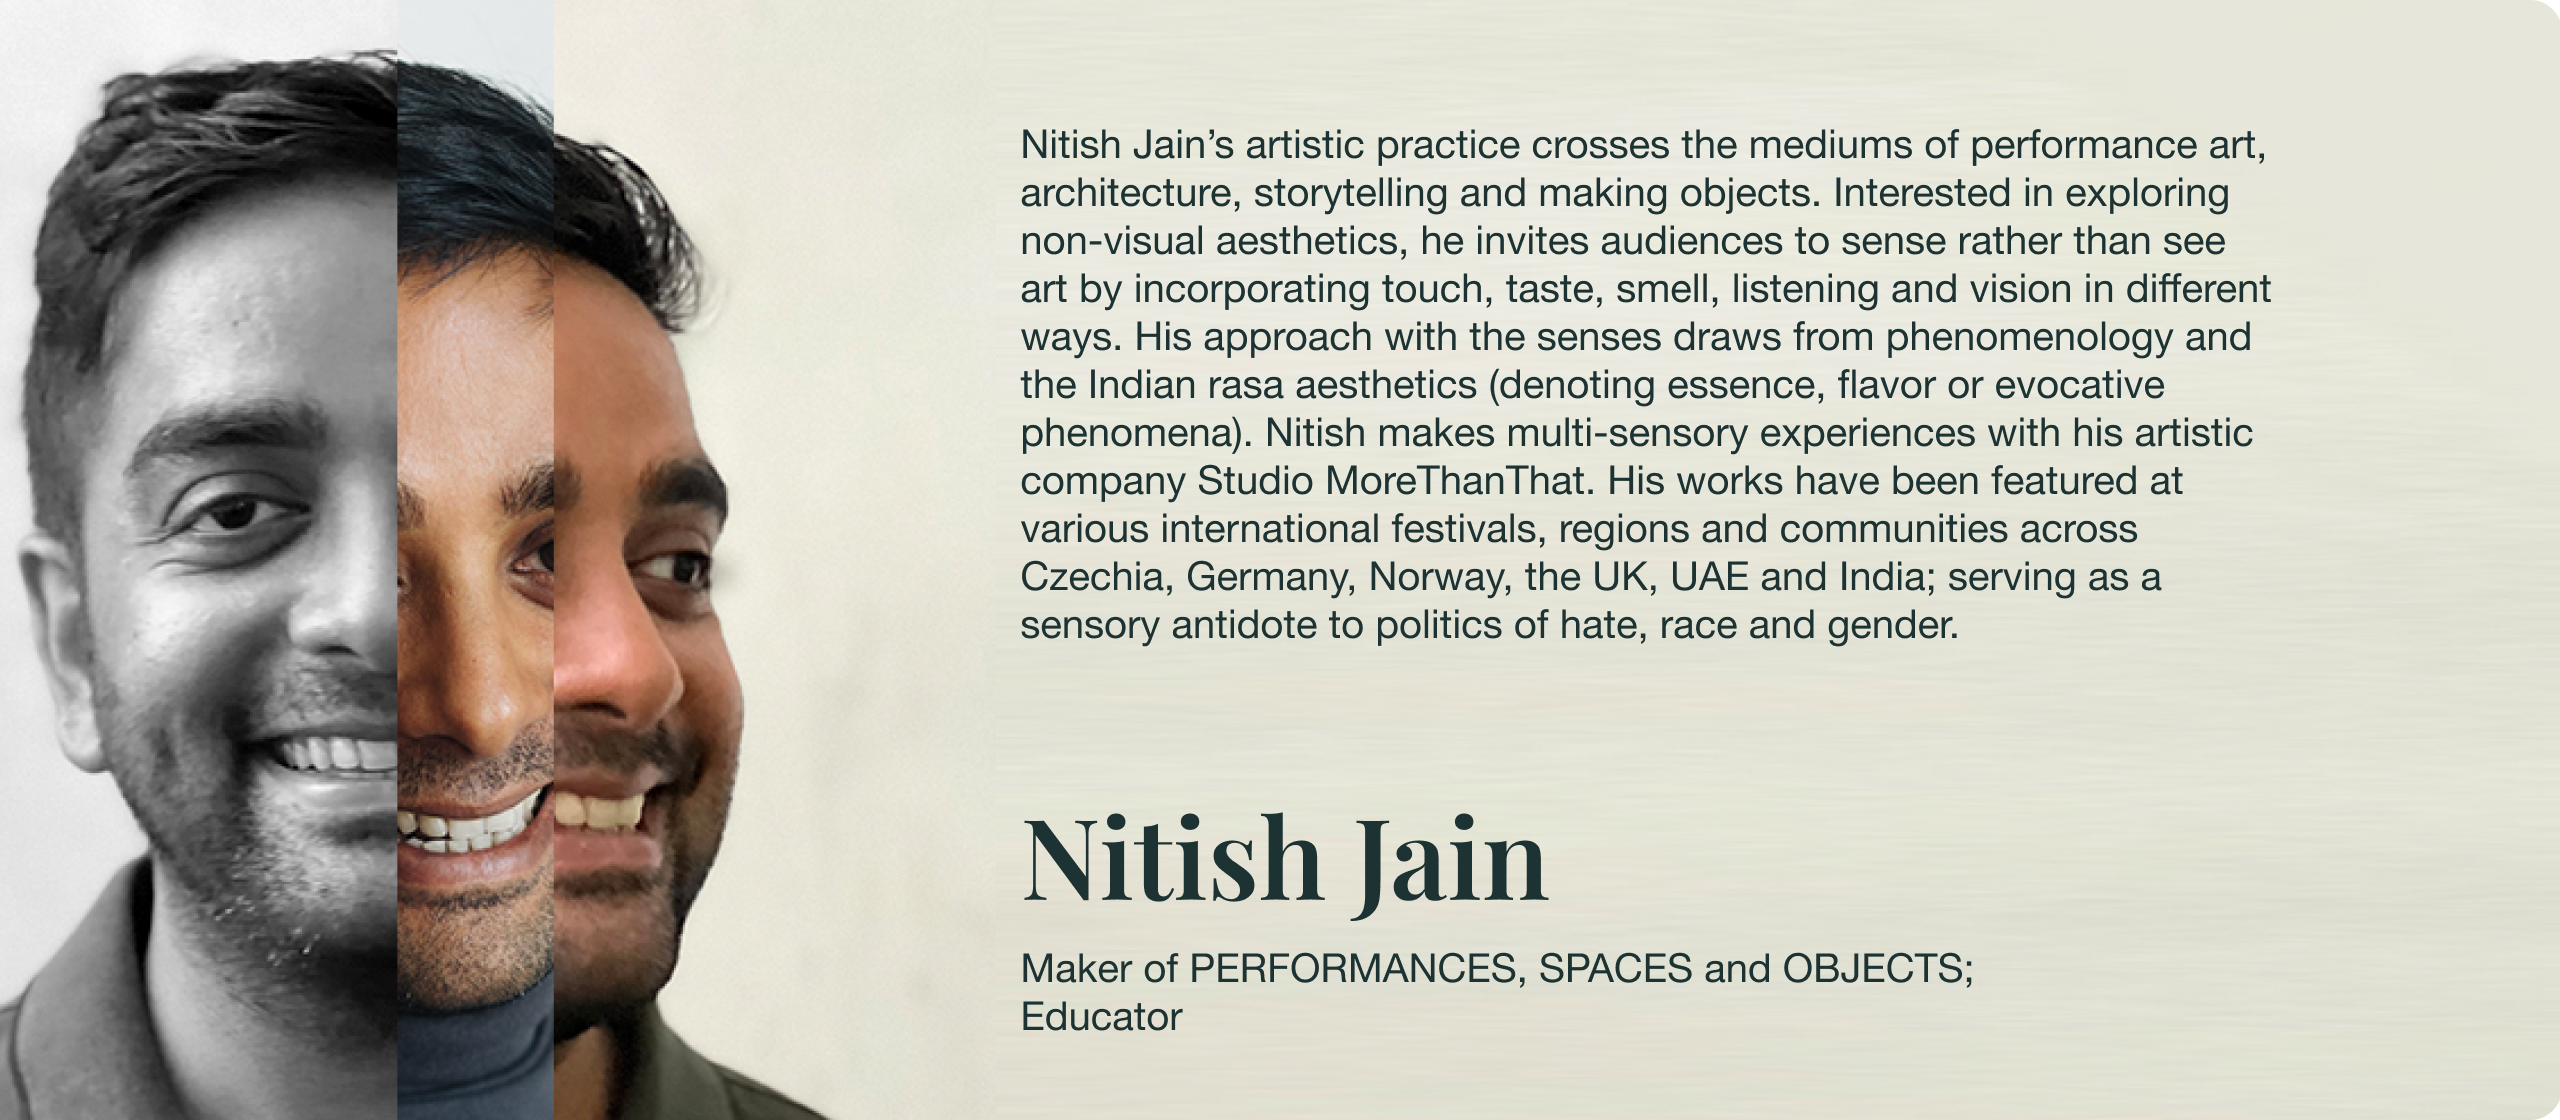 Nitish Jain’s artistic practice crosses the mediums of performance art,
architecture, storytelling and making objects. Interested in exploring
non-visual aesthetics, he invites audiences to sense rather than see
art by incorporating touch, taste, smell, listening and vision in different
ways. His approach with the senses draws from phenomenology and
the Indian rasa aesthetics (denoting essence, flavor or evocative
phenomena). Nitish makes multi-sensory experiences with his artistic
company Studio MoreThanThat. His works have been featured at
various international festivals, regions and communities across
Czechia, Germany, Norway, the UK, UAE and India; serving as a
sensory antidote to politics of hate, race and gender.
Nitish Jain
Maker of PERFORMANCES, SPACES and OBJECTS;
Educator